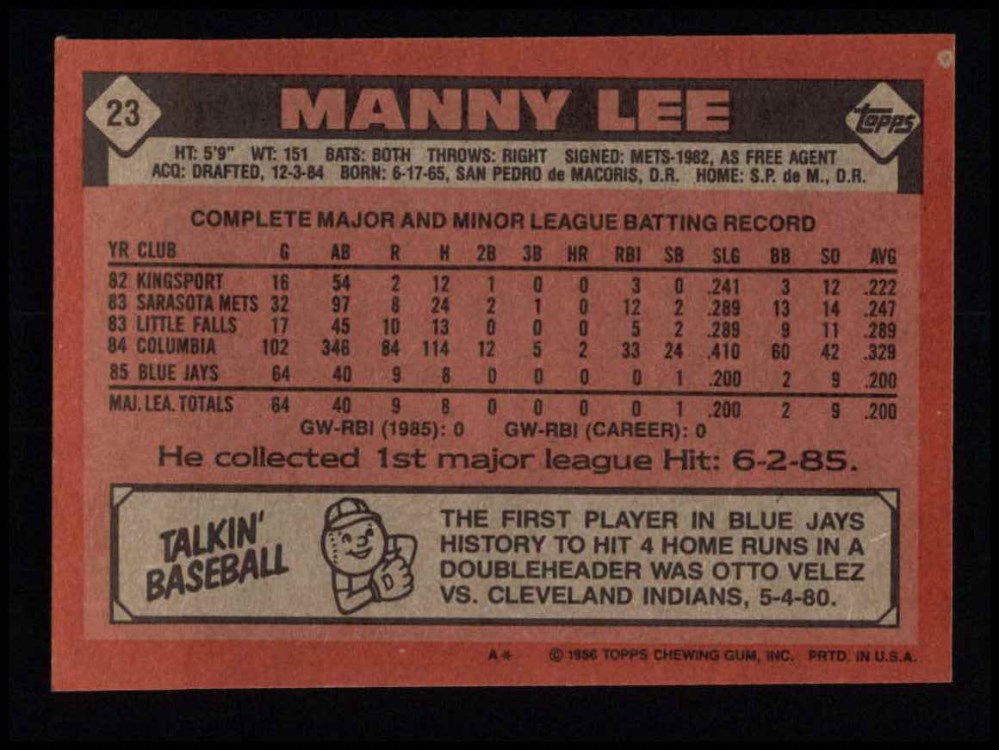 23
MANNY LEE
topps
HT: 5'9" WT: 151 BATS: BOTH THROWS: RIGHT SIGNED: METS-1982, AS FREE AGENT
ACQ: DRAFTED, 12-3-84 BORN: 6-17-65, SAN PEDRO de MACORIS, D.R. HOME: S.P. de M., D.R.
COMPLETE MAJOR AND MINOR LEAGUE BATTING RECORD
YR CLUB G AB R H 2B 3B HR RBI SB SLG BB SO AVG
82 KINGSPORT 16 54 2 12 1 0 0 3 0 .241 3 12 .222
83 SARASOTA METS 32 97 8 24 2 1 0 12 2 .289 13 14 .247
83 LITTLE FALLS 17 45 10 13 0 0 0 5 2 .289 9 11 .289
84 COLUMBIA 102 346 84 114 12 5 2 33 24 .410 60 42 .329
85 BLUE JAYS 64 40 9 8 0 0 0 0 1 .200 2 9 .200
MAJ. LEA. TOTALS 64 40 9 8 0 0 0 0 1 .200 2 9 .200
GW-RBI (1985): 0 GW-RBI (CAREER): 0
He collected 1st major league Hit: 6-2-85.
TALKIN'
BASEBALL
D
THE FIRST PLAYER IN BLUE JAYS
HISTORY TO HIT 4 HOME RUNS IN A
DOUBLEHEADER WAS OTTO VELEZ
VS. CLEVELAND INDIANS, 5-4-80.
A* © 1986 TOPPS CHEWING GUM, INC. PRTD. IN U.S.A.